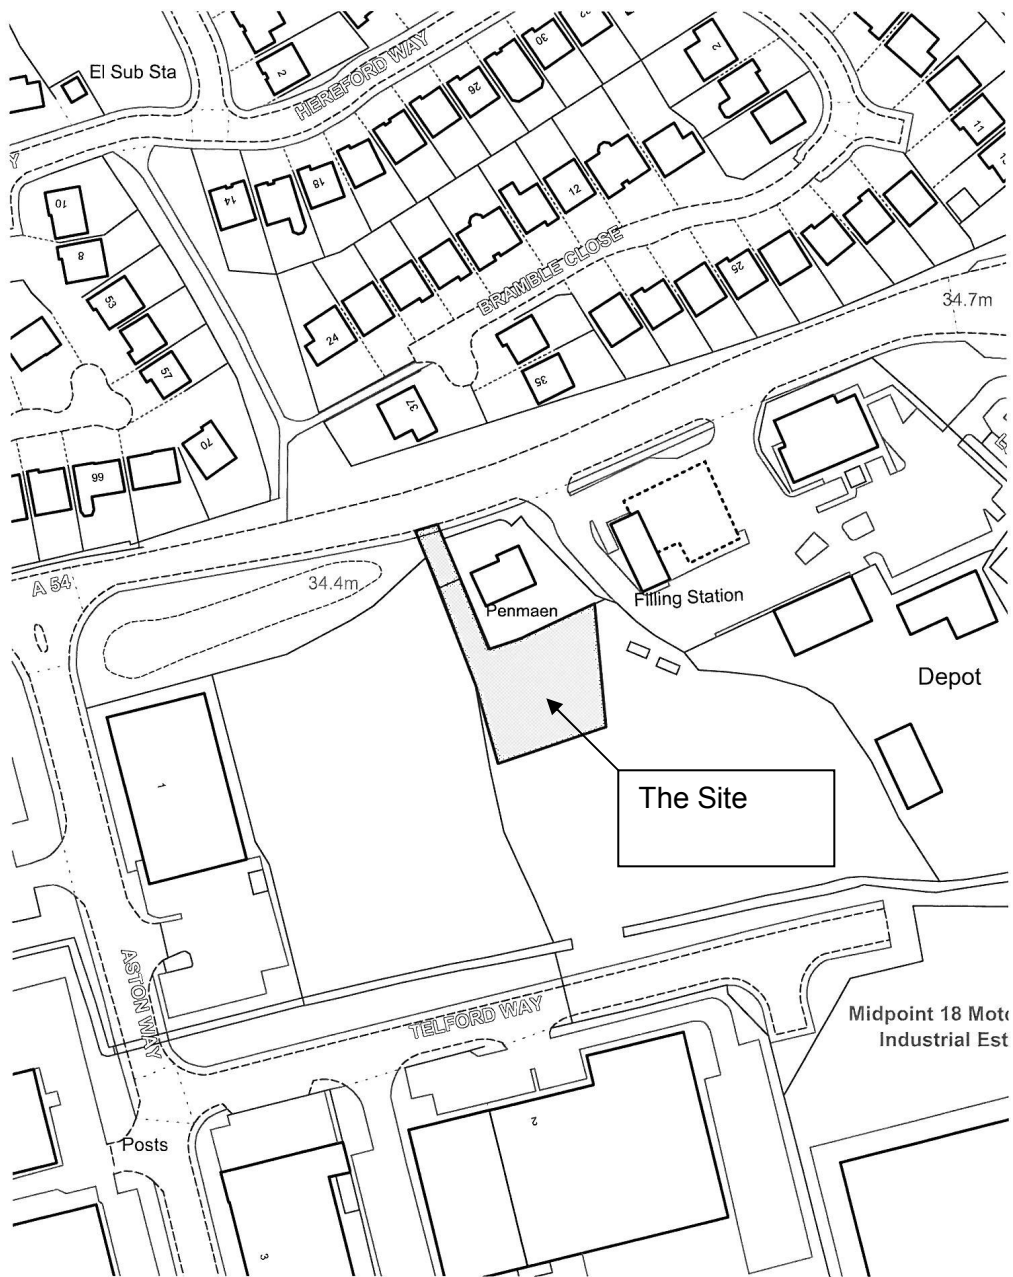 El Sub Sta
HEREFORD WAY
Y
2
30
26
2
11
10
14
18
12
8
BRAMBLE CLOSE
53
25
34.7m
24
57
35
37
70
66
A 54
34.4m
Penmaen
Filling Station
Depot
1
The Site
ASTON WAY
TELFORD WAY
Midpoint 18 Moto
Industrial Est
2
Posts
3